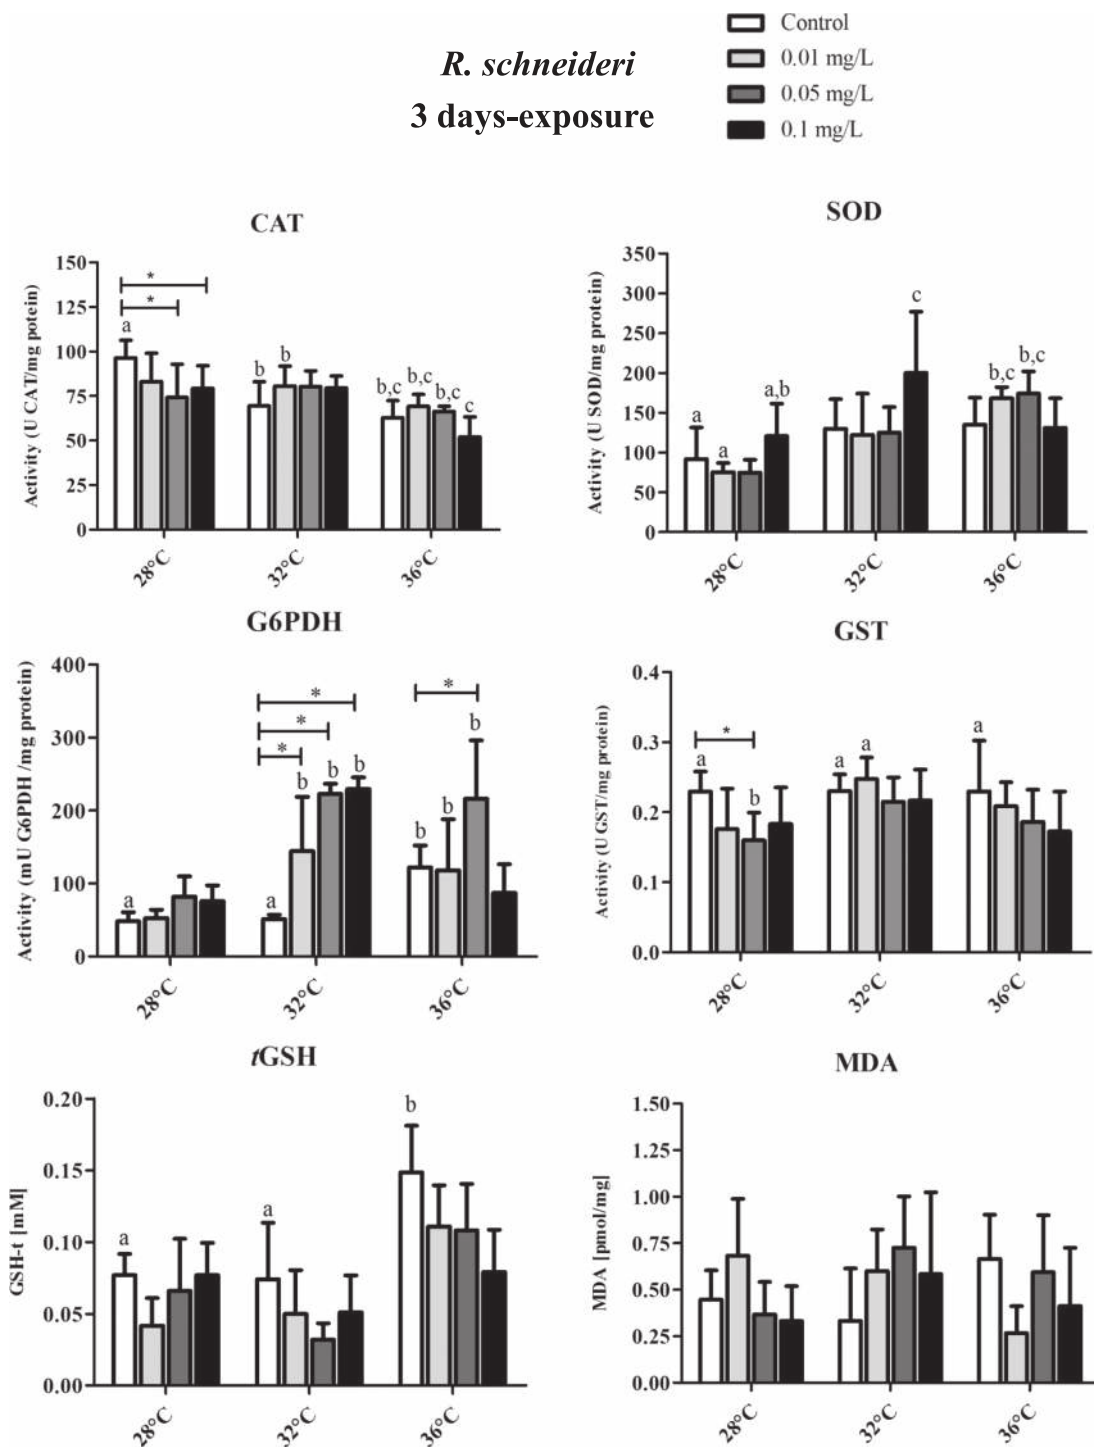 R. schneideri
3 days-exposure
Control
0.01 mg/L
0.05 mg/L
0.1 mg/L
CAT
Activity (U CAT/mg potein)
150
125
100
75
50
25
0
*
*
a
b
b
b,c
b,c
b,c
c
28°C
32°C
36°C
SOD
Activity (U SOD/mg protein)
350
300
250
200
150
100
50
0
a
a
a,b
c
b,c
b,c
28°C
32°C
36°C
G6PDH
Activity (mU G6PDH /mg protein)
400
300
200
100
0
*
*
*
*
a
a
b
b
b
b
b
b
28°C
32°C
36°C
GST
Activity (U GST/mg protein)
0.4
0.3
0.2
0.1
0.0
*
a
b
a
a
a
28°C
32°C
36°C
tGSH
GSH-t [mM]
0.20
0.15
0.10
0.05
0.00
a
a
b
28°C
32°C
36°C
MDA
MDA [pmol/mg]
1.50
1.25
1.00
0.75
0.50
0.25
0.00
28°C
32°C
36°C